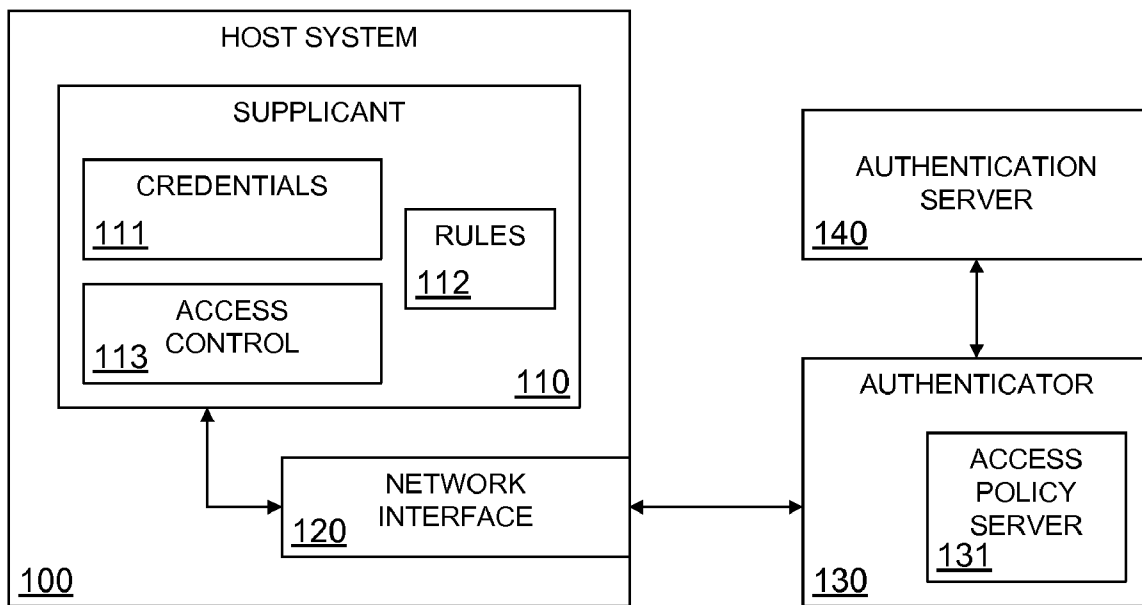 HOST SYSTEM
SUPPLICANT
CREDENTIALS
111
RULES
112
ACCESS
CONTROL
113
110
NETWORK
INTERFACE
120
100
AUTHENTICATION
SERVER
140
AUTHENTICATOR
ACCESS
POLICY
SERVER
131
130